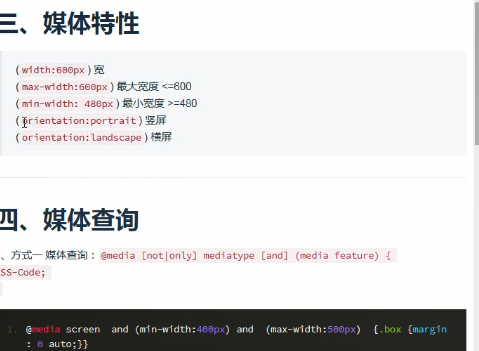 三、媒体特性
(width:600px) 宽
(max-width:600px) 最大宽度 <=600
(min-width: 480px) 最小宽度 >=480
(orientation:portrait) 竖屏
(orientation:landscape) 横屏
四、媒体查询
、方式一 媒体查询 : @media [not|only] mediatype [and] (media feature) {
SS-Code;
1. @media screen  and (min-width:400px) and  (max-width:500px)  {.box {margin
: 0 auto;}}